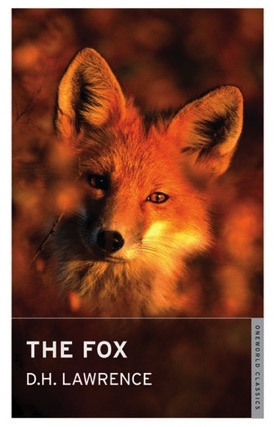 THE FOX
D.H. LAWRENCE
ONEWORLD CLASSICS